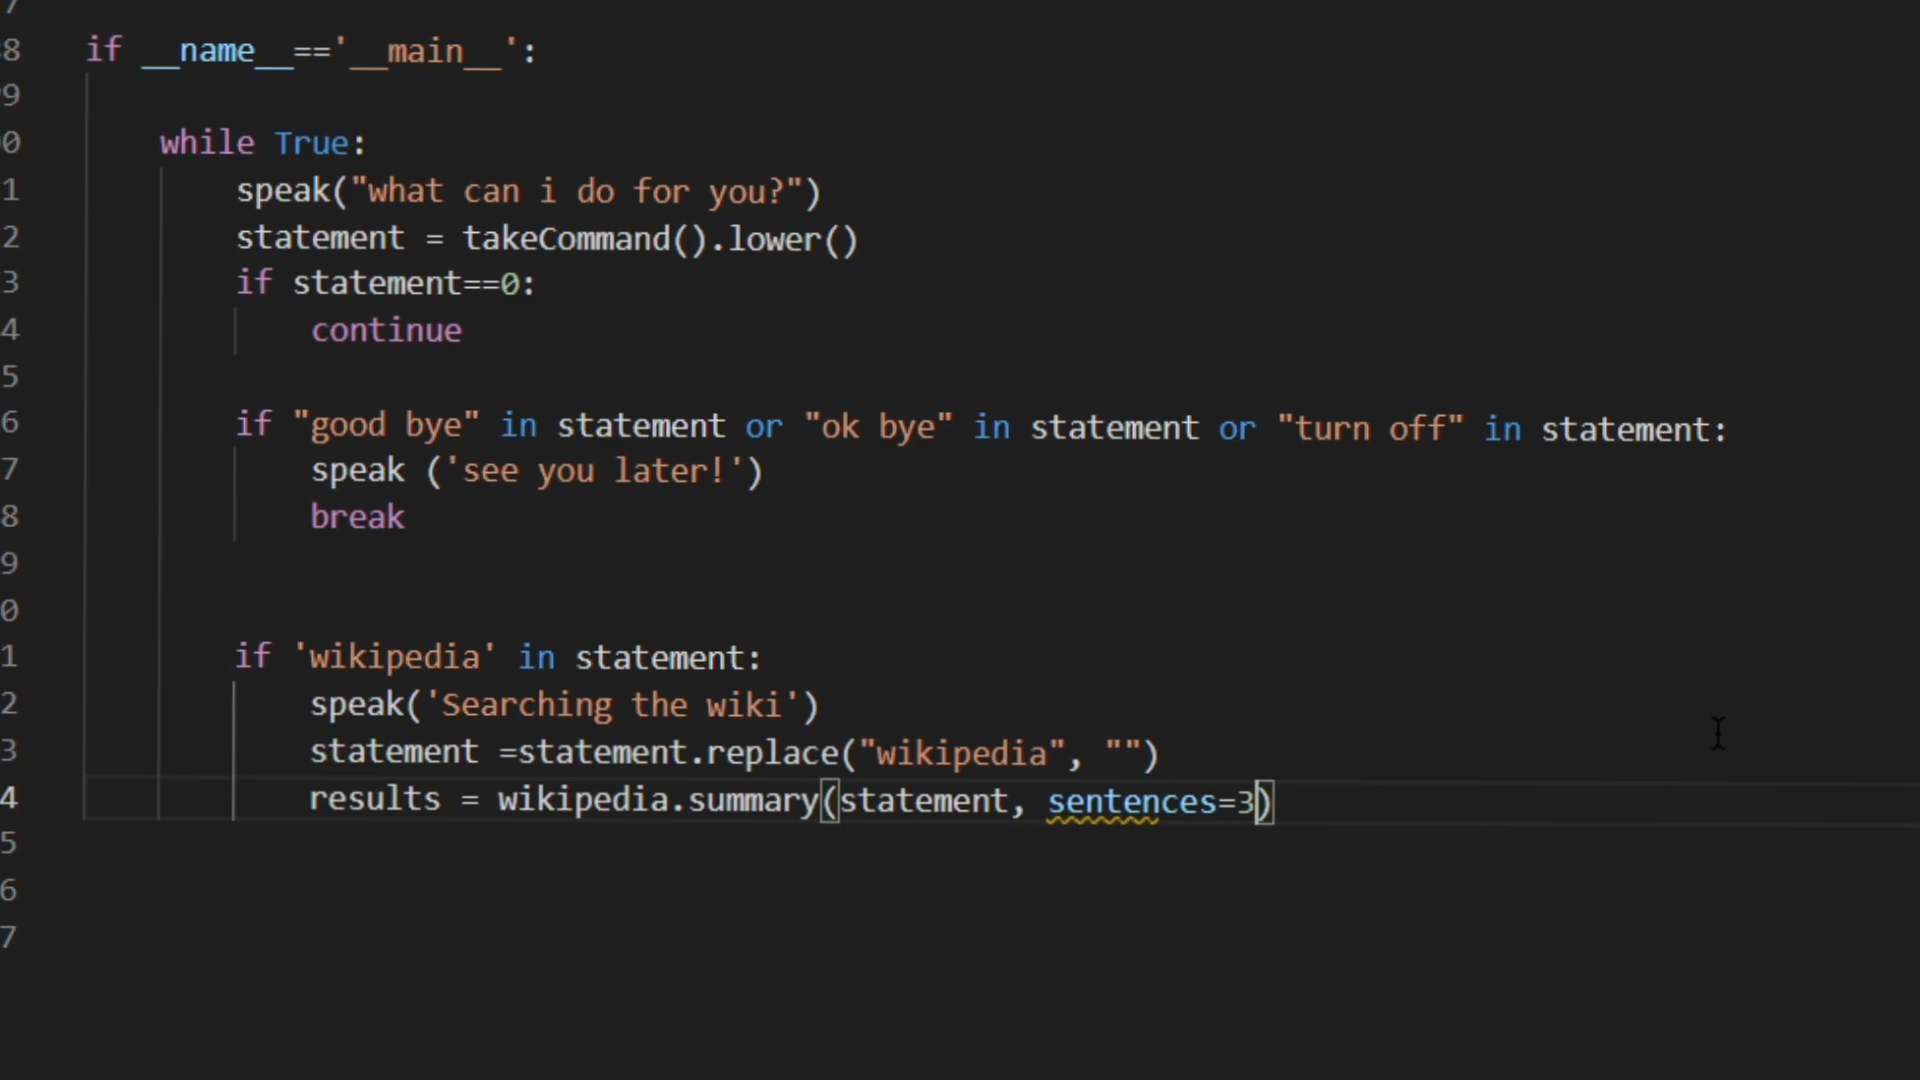 7
8 if __name__=='__main__':
9
0 while True:
1 speak("what can i do for you?")
2 statement = takeCommand().lower()
3 if statement==0:
4 continue
5
6 if "good bye" in statement or "ok bye" in statement or "turn off" in statement:
7 speak ('see you later!')
8 break
9
0
1 if 'wikipedia' in statement:
2 speak('Searching the wiki')
3 statement =statement.replace("wikipedia", "")
4 results = wikipedia.summary(statement, sentences=3)
5
6
7